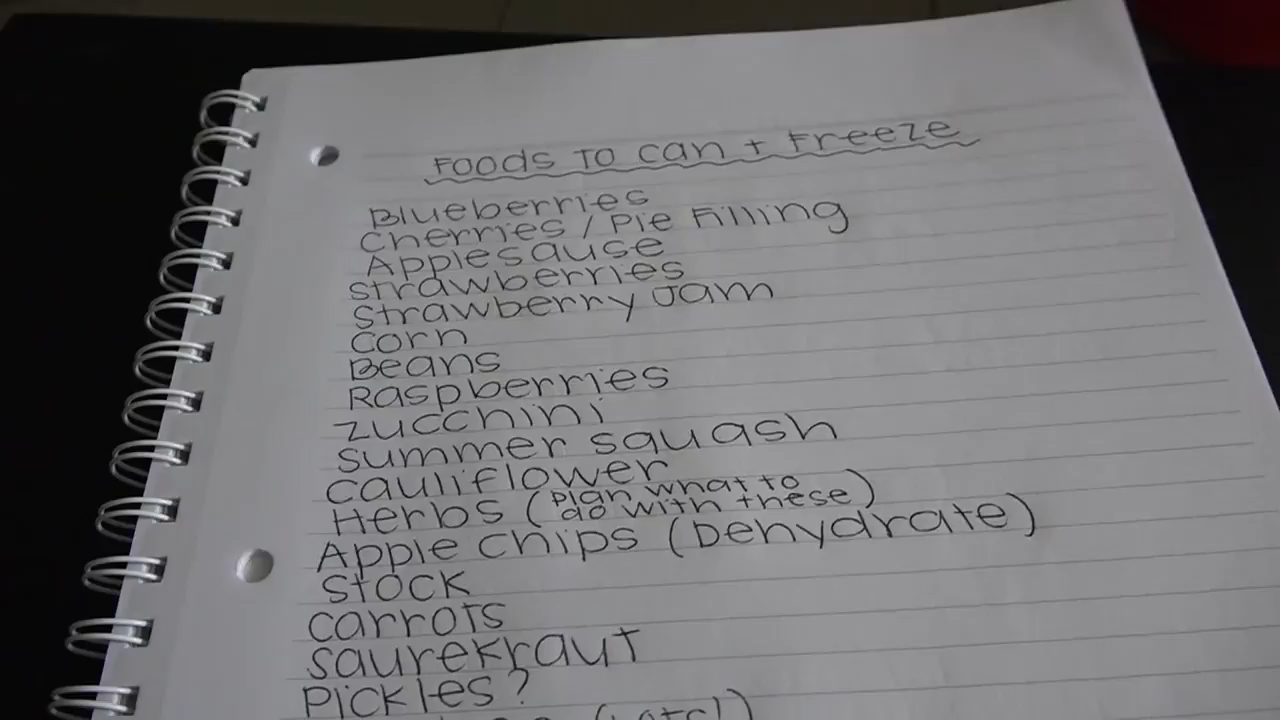 Foods to can + Freeze
Blueberries
Cherries / Pie Filling
Applesause
Strawberries
Strawberry Jam
Corn
Beans
Raspberries
Zucchini
Summer squash
Cauliflower
Herbs (Plan what to do with these)
Apple Chips (Dehydrate)
Stock
Carrots
Saurekraut
Pickles?